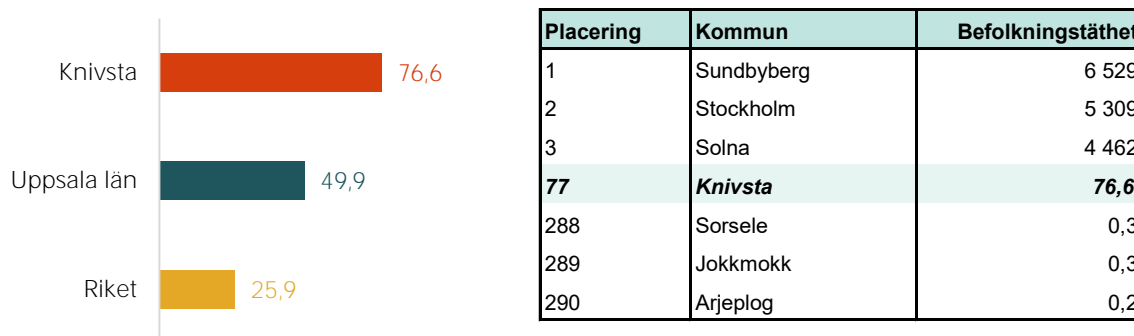 Knivsta 76,6
Uppsala län 49,9
Riket 25,9
Placering Kommun Befolkningstäthet
1 Sundbyberg 6 529
2 Stockholm 5 309
3 Solna 4 462
77 Knivsta 76,6
288 Sorsele 0,3
289 Jokkmokk 0,3
290 Arjeplog 0,2